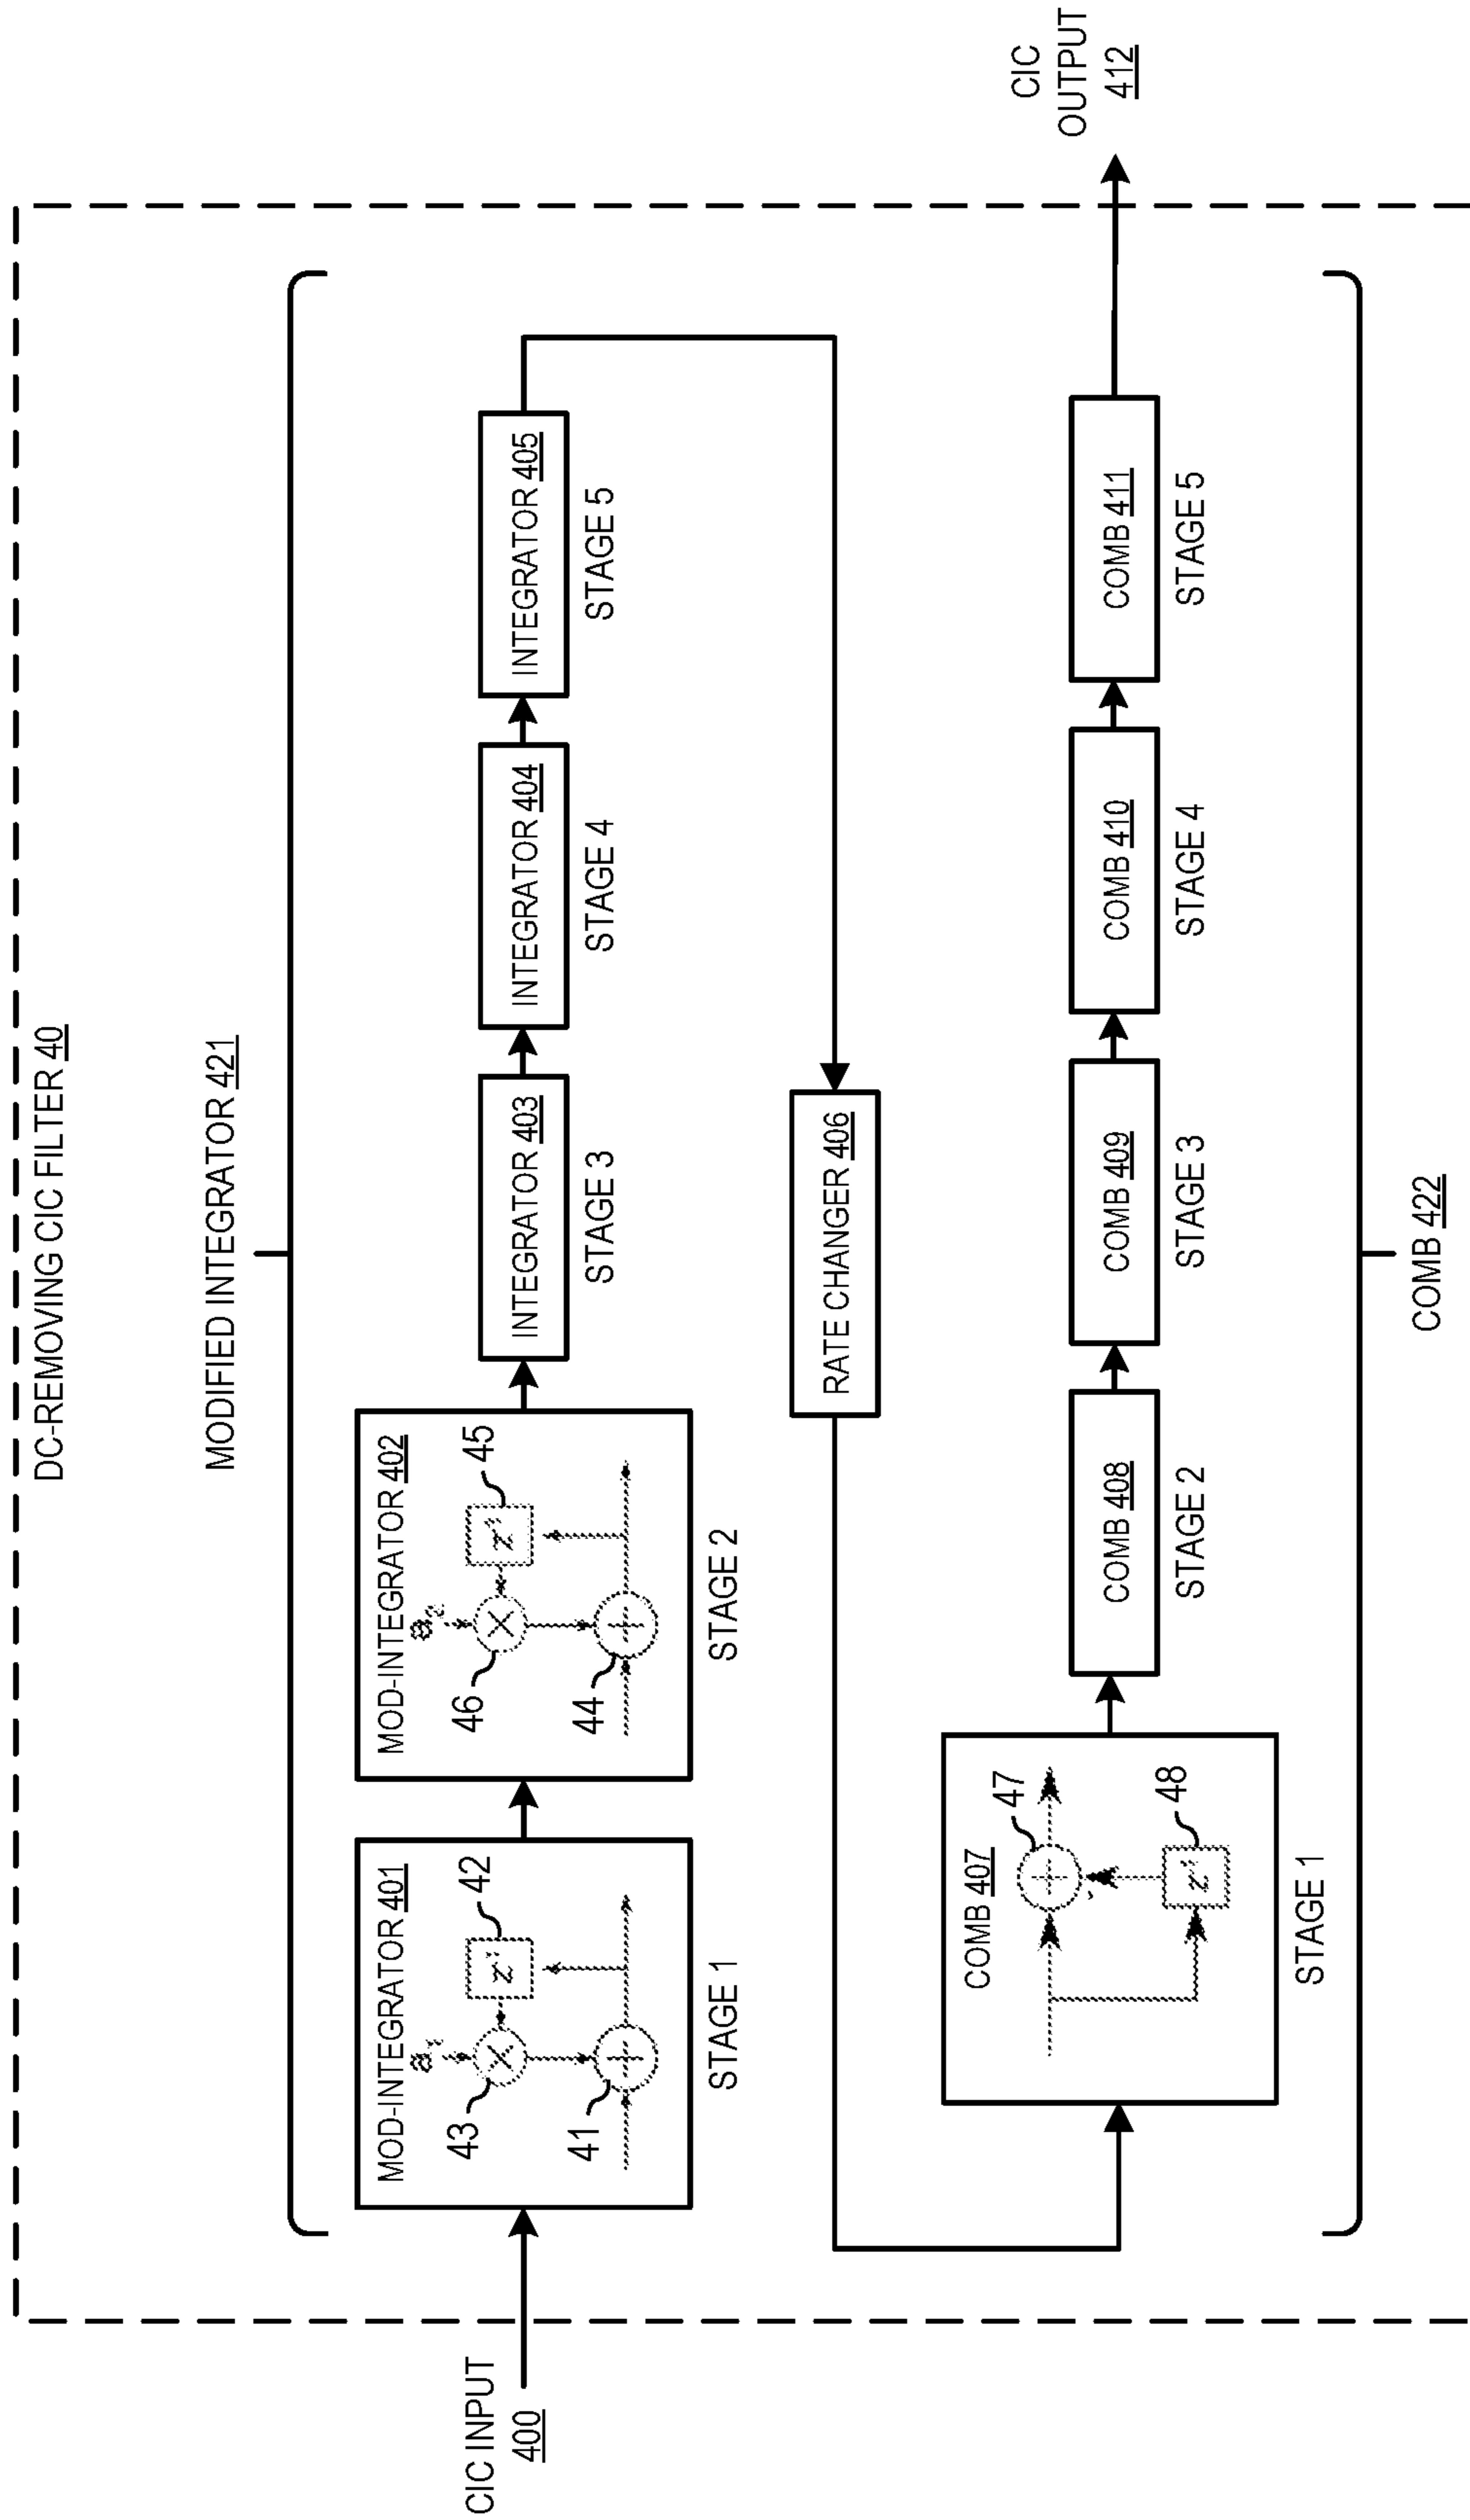 DC-REMOVING CIC FILTER 40
MODIFIED INTEGRATOR 421
CIC INPUT
400
MOD-INTEGRATOR 401
43
42
41
STAGE 1
MOD-INTEGRATOR 402
46
45
44
STAGE 2
INTEGRATOR 403
STAGE 3
INTEGRATOR 404
STAGE 4
INTEGRATOR 405
STAGE 5
RATE CHANGER 406
COMB 407
47
48
STAGE 1
COMB 408
STAGE 2
COMB 409
STAGE 3
COMB 410
STAGE 4
COMB 411
STAGE 5
CIC
OUTPUT
412
COMB 422